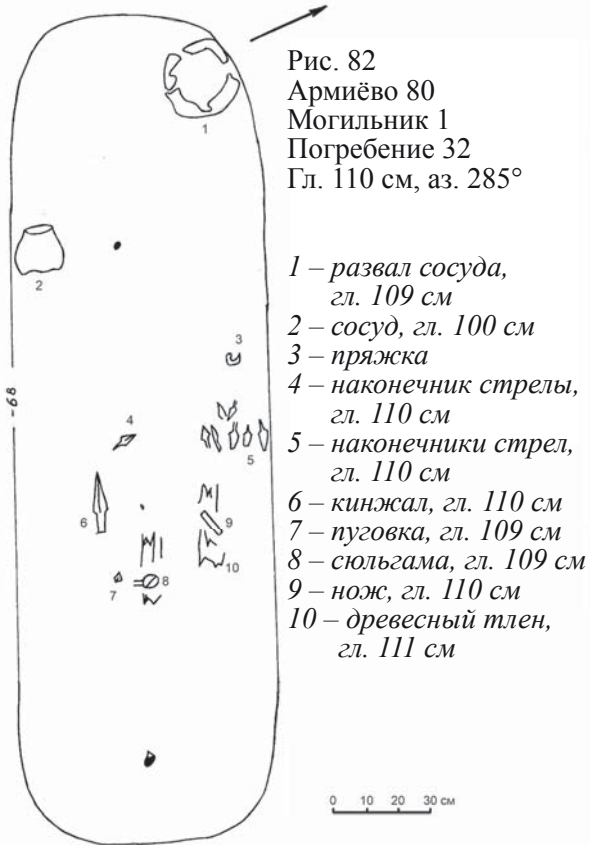 Рис. 82
Армиёво 80
Могильник 1
Погребение 32
Гл. 110 см, аз. 285°
1 – развал сосуда,
гл. 109 см
2 – сосуд, гл. 100 см
3 – пряжка
4 – наконечник стрелы,
гл. 110 см
5 – наконечники стрел,
гл. 110 см
6 – кинжал, гл. 110 см
7 – пуговка, гл. 109 см
8 – сюльгама, гл. 109 см
9 – нож, гл. 110 см
10 – древесный тлен,
гл. 111 см
1
2
3
4
5
6
9
10
7
8
-68
0 10 20 30 см